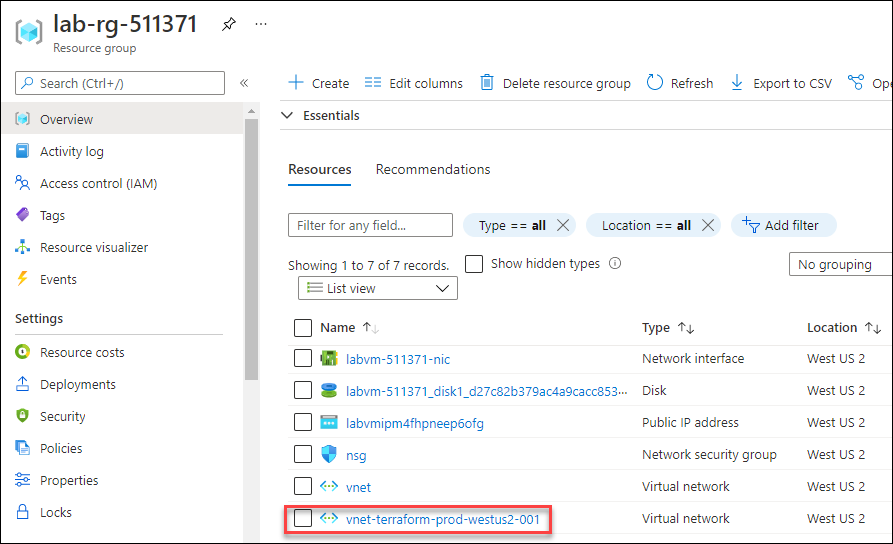 lab-rg-511371
Resource group
Search (Ctrl+/)
Overview
Activity log
Access control (IAM)
Tags
Resource visualizer
Events
Settings
Resource costs
Deployments
Security
Policies
Properties
Locks
Create Edit columns Delete resource group Refresh Export to CSV Ope
Essentials
Resources Recommendations
Filter for any field... Type == all Location == all Add filter
Showing 1 to 7 of 7 records. Show hidden types No grouping
List view
Name Type Location
labvm-511371-nic Network interface West US 2
labvm-511371_disk1_d27c82b379ac4a9cacc853... Disk West US 2
labvmipm4fhpneep6ofg Public IP address West US 2
nsg Network security group West US 2
vnet Virtual network West US 2
vnet-terraform-prod-westus2-001 Virtual network West US 2